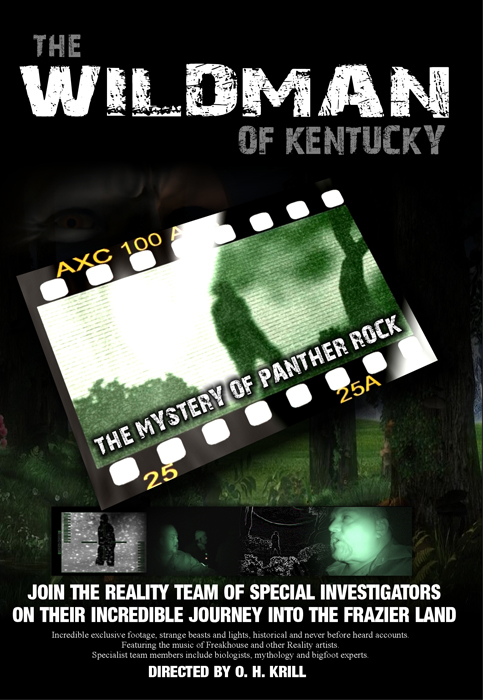 THE
WILDMAN
OF KENTUCKY
AXC 100 A
THE MYSTERY OF PANTHER ROCK
25A
25
JOIN THE REALITY TEAM OF SPECIAL INVESTIGATORS
ON THEIR INCREDIBLE JOURNEY INTO THE FRAZIER LAND
Incredible exclusive footage, strange beasts and lights, historical and never before heard accounts.
Featuring the music of Freakhouse and other Reality artists.
Specialist team members include biologists, mythology and bigfoot experts.
DIRECTED BY O. H. KRILL